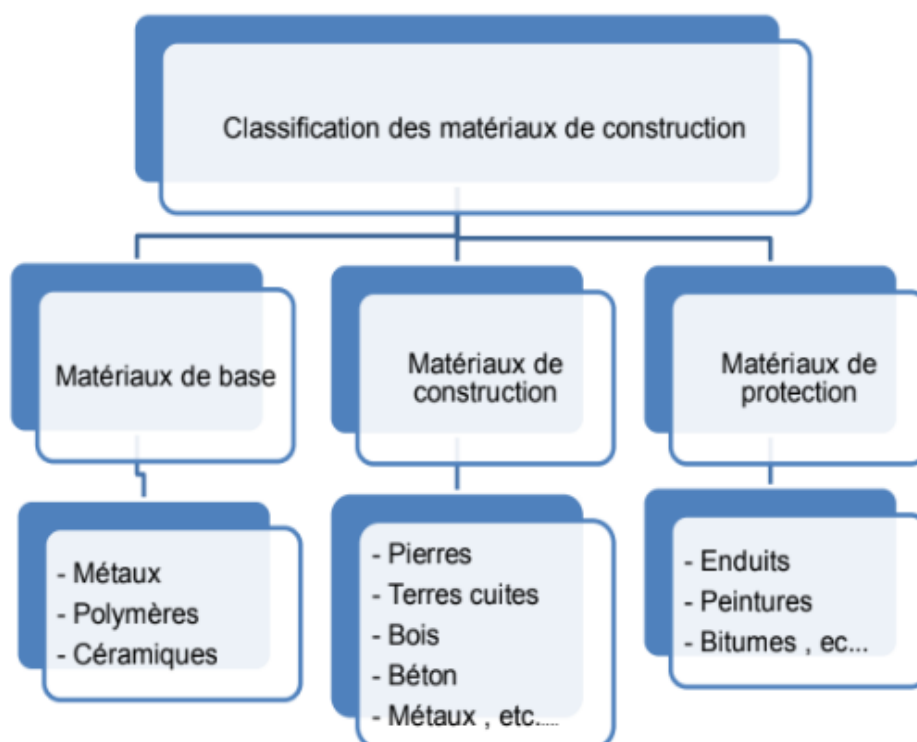 Classification des matériaux de construction
Matériaux de base
Matériaux de
construction
Matériaux de
protection
- Métaux
- Polymères
- Céramiques
- Pierres
- Terres cuites
- Bois
- Béton
- Métaux , etc.....
- Enduits
- Peintures
- Bitumes , ec...